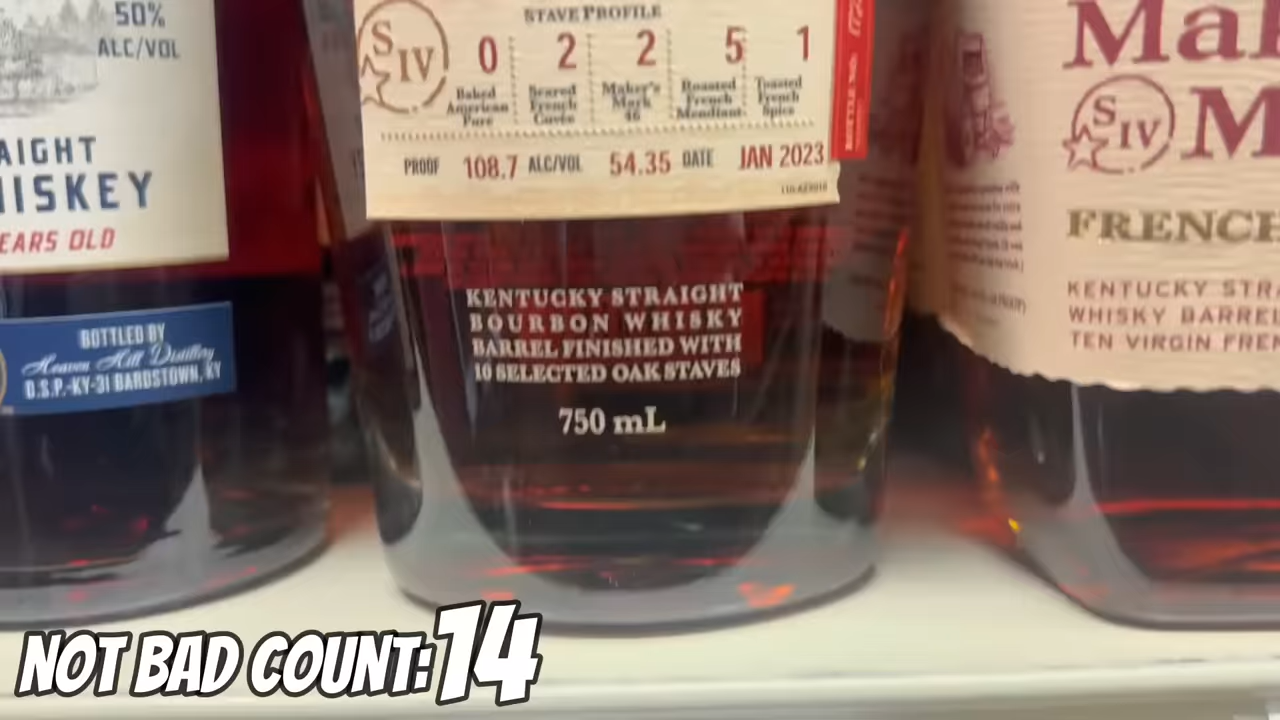 50%
ALC/VOL
AIGHT
HISKEY
EARS OLD
BOTTLED BY
Heaven Hill Distillery
D.S.P.-KY-31 BARDSTOWN, KY
STAVE PROFILE
S IV
0 2 2 5 1
Baked American Pure
Seared French Cuvée
Maker's Mark 46
Roasted French Mendiant
Toasted French Spice
PROOF 108.7 ALC/VOL 54.35 DATE JAN 2023
BOTTLE NO.
KENTUCKY STRAIGHT
BOURBON WHISKY
BARREL FINISHED WITH
10 SELECTED OAK STAVES
750 mL
Mak
S IV M
FRENCH
KENTUCKY STRA
WHISKY BARREL
TEN VIRGIN FREN
NOT BAD COUNT: 14